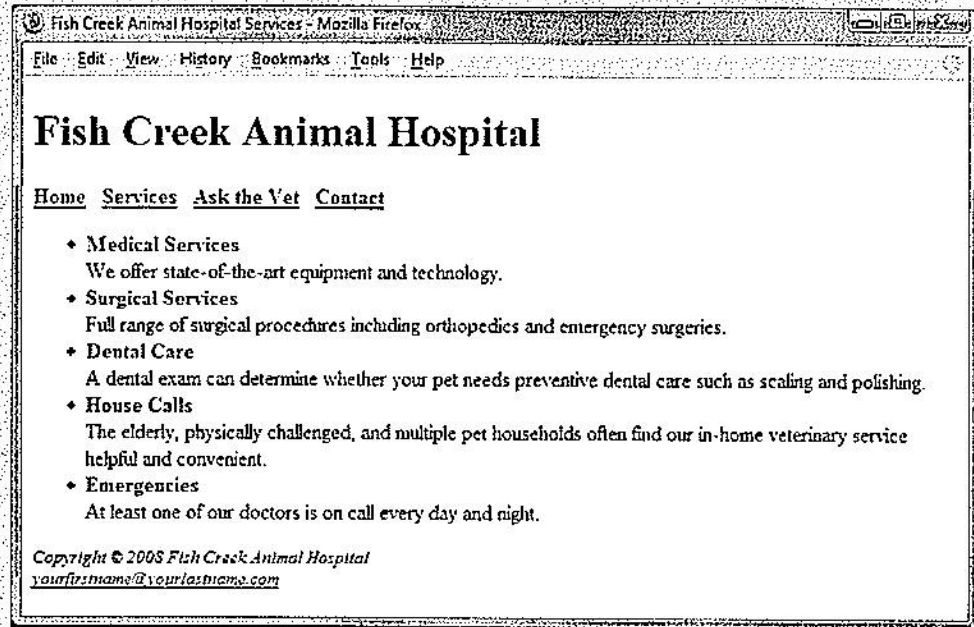 Fish Creek Animal Hospital Services - Mozilla Firefox
File Edit View History Bookmarks Tools Help
Fish Creek Animal Hospital
Home Services Ask the Vet Contact
• Medical Services
We offer state-of-the-art equipment and technology.
• Surgical Services
Full range of surgical procedures including orthopedics and emergency surgeries.
• Dental Care
A dental exam can determine whether your pet needs preventive dental care such as scaling and polishing.
• House Calls
The elderly, physically challenged, and multiple pet households often find our in-home veterinary service
helpful and convenient.
• Emergencies
At least one of our doctors is on call every day and night.
Copyright © 2008 Fish Creek Animal Hospital
yourfirstname@yourlastname.com